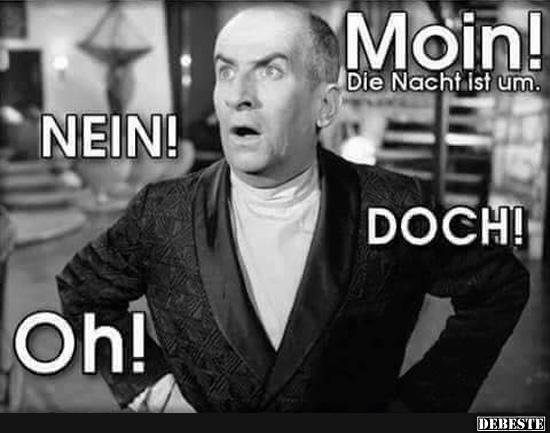 Moin!
Die Nacht ist um.
NEIN!
DOCH!
Oh!
DEBESTE